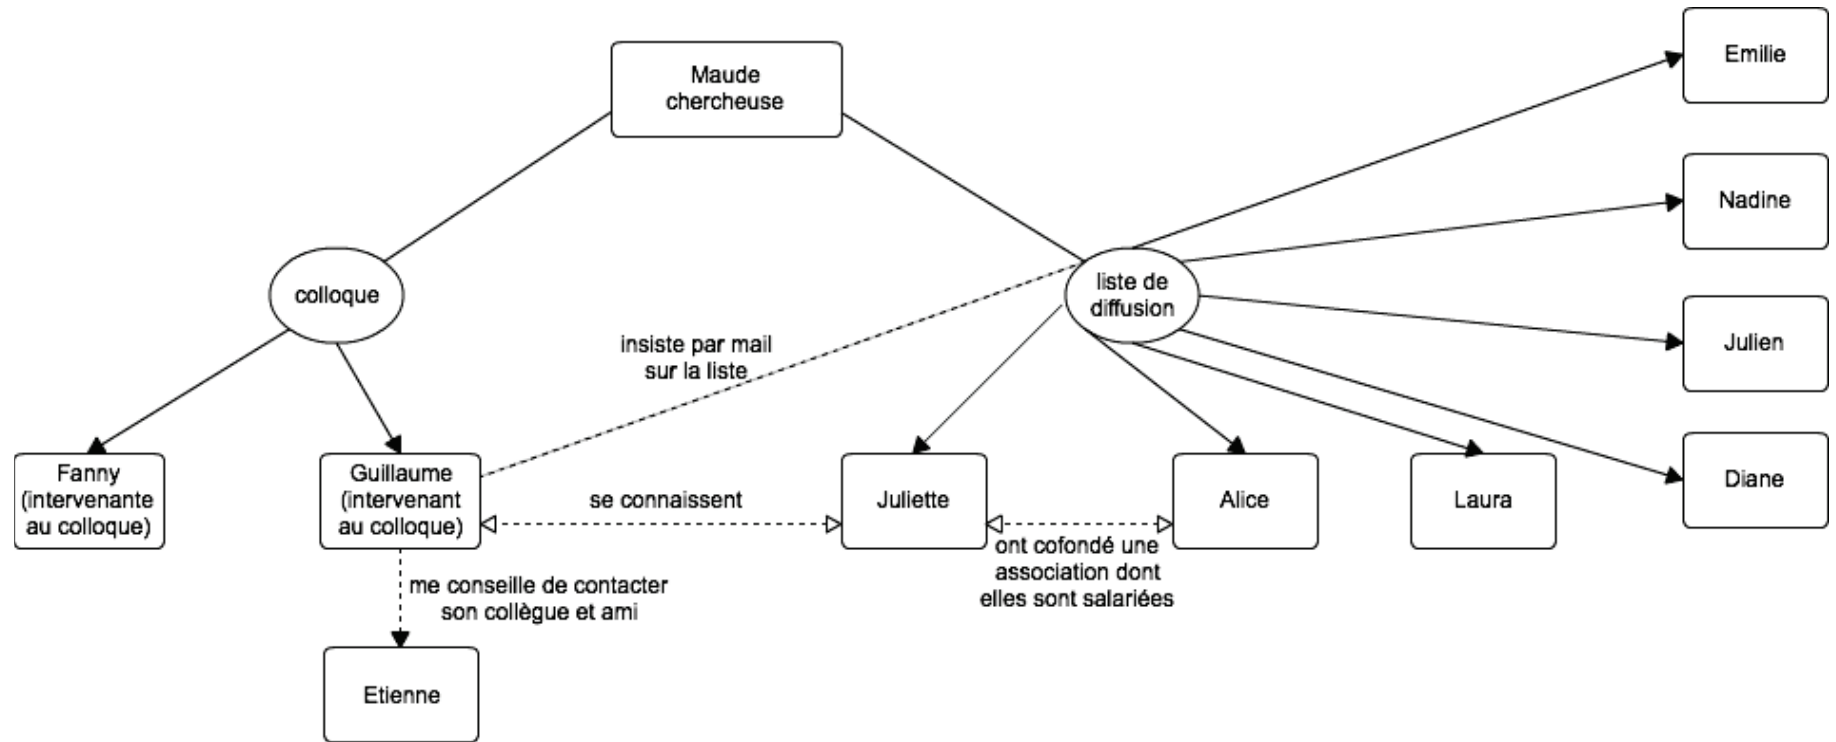 Emilie
Maude
chercheuse
Nadine
colloque
liste de
diffusion
insiste par mail
sur la liste
Julien
Fanny
(intervenante
au colloque)
Guillaume
(intervenant
au colloque)
se connaissent
Juliette
Alice
Laura
Diane
ont cofondé une
association dont
elles sont salariées
me conseille de contacter
son collègue et ami
Etienne